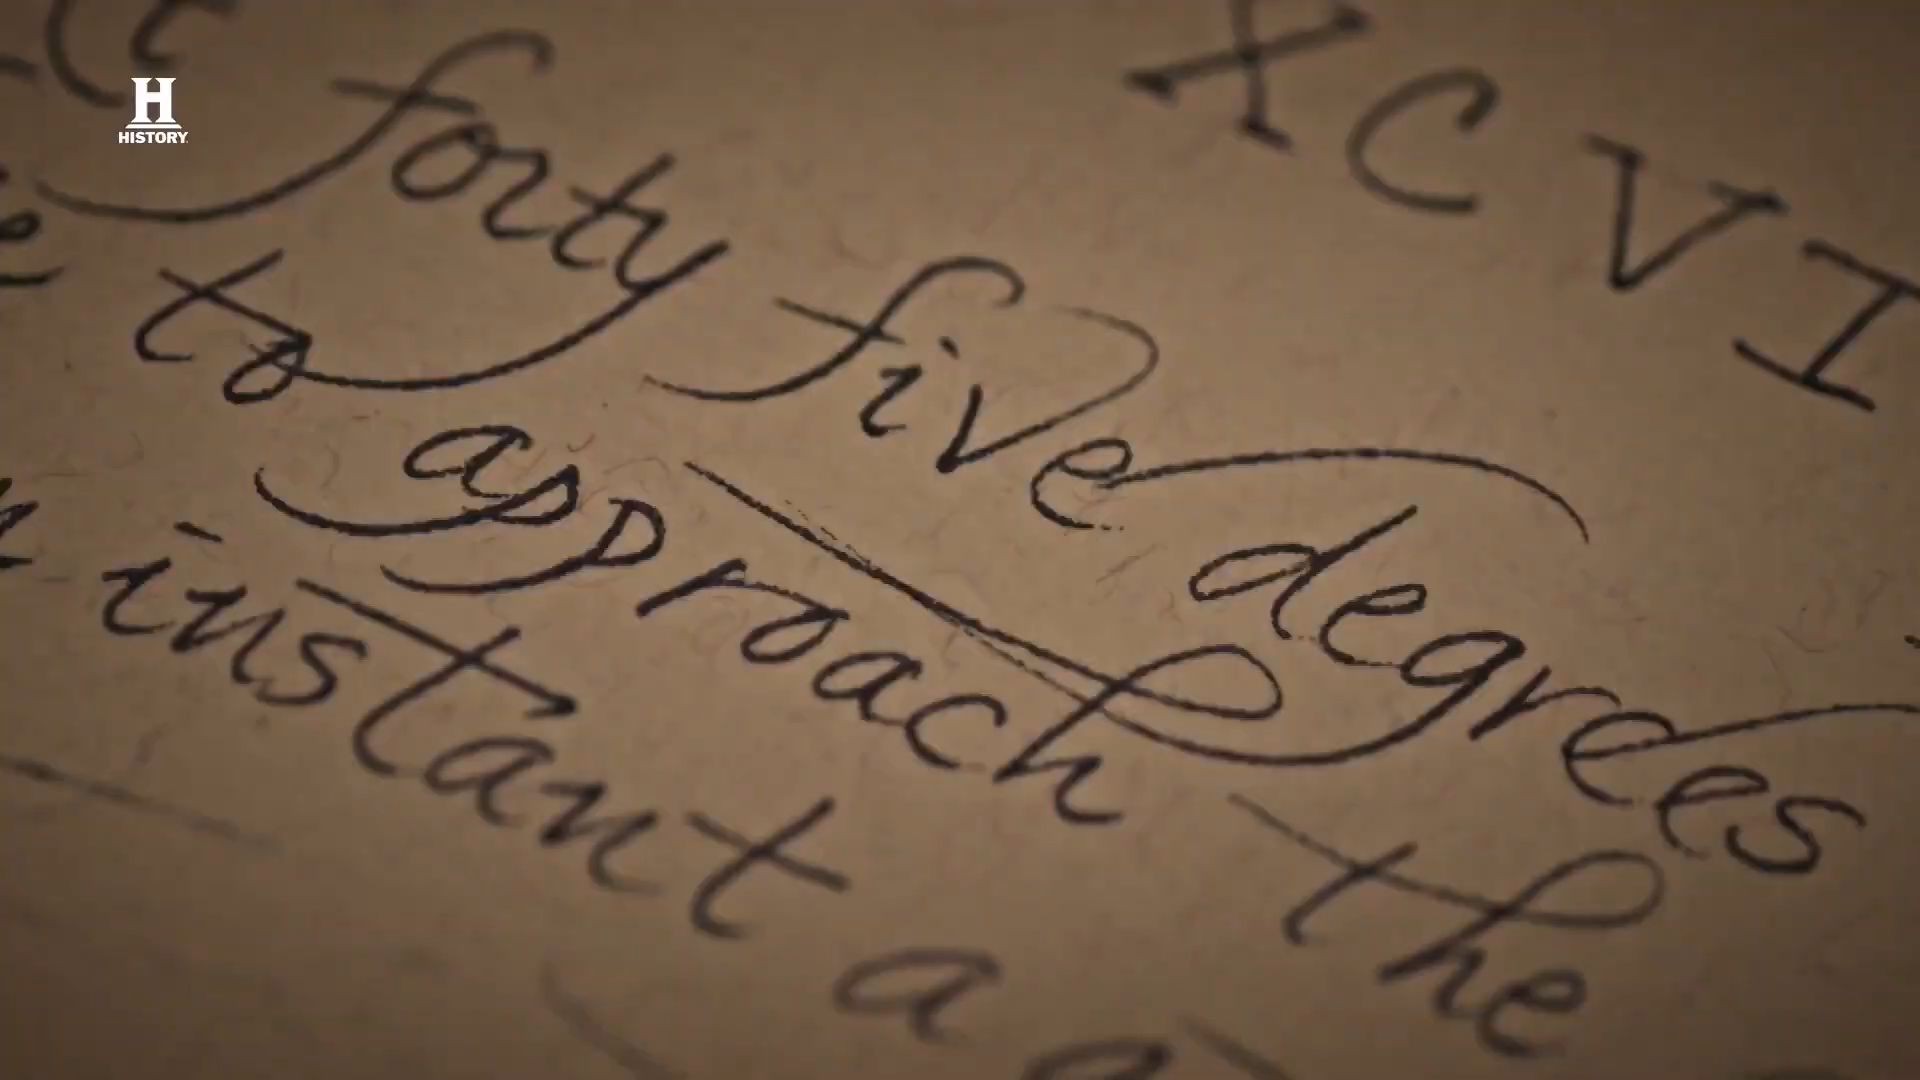 XCVI
forty five degrees
to approach the
instant a
H
HISTORY